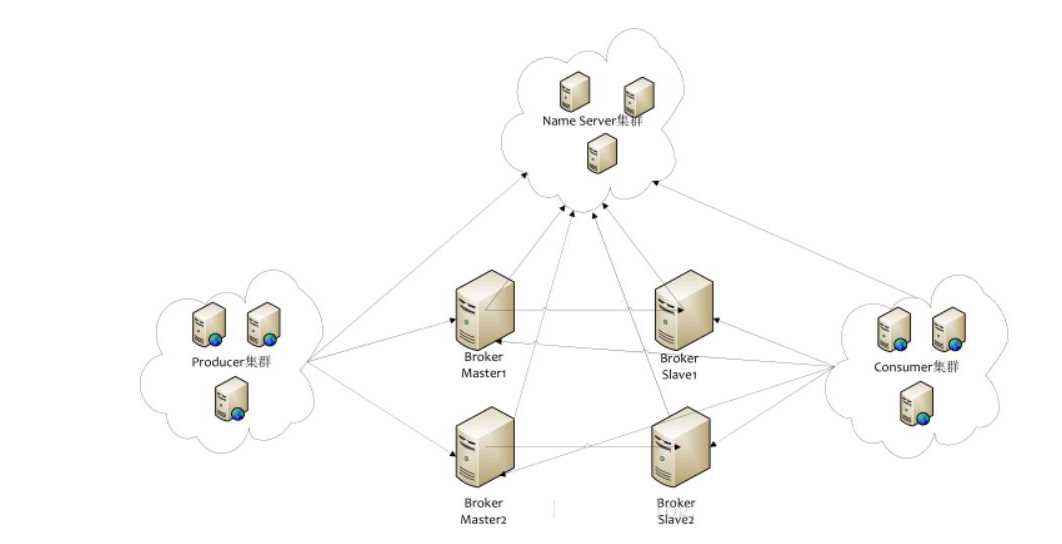 Name Server集群
Producer集群
Broker
Master1
Broker
Slave1
Consumer集群
Broker
Master2
Broker
Slave2